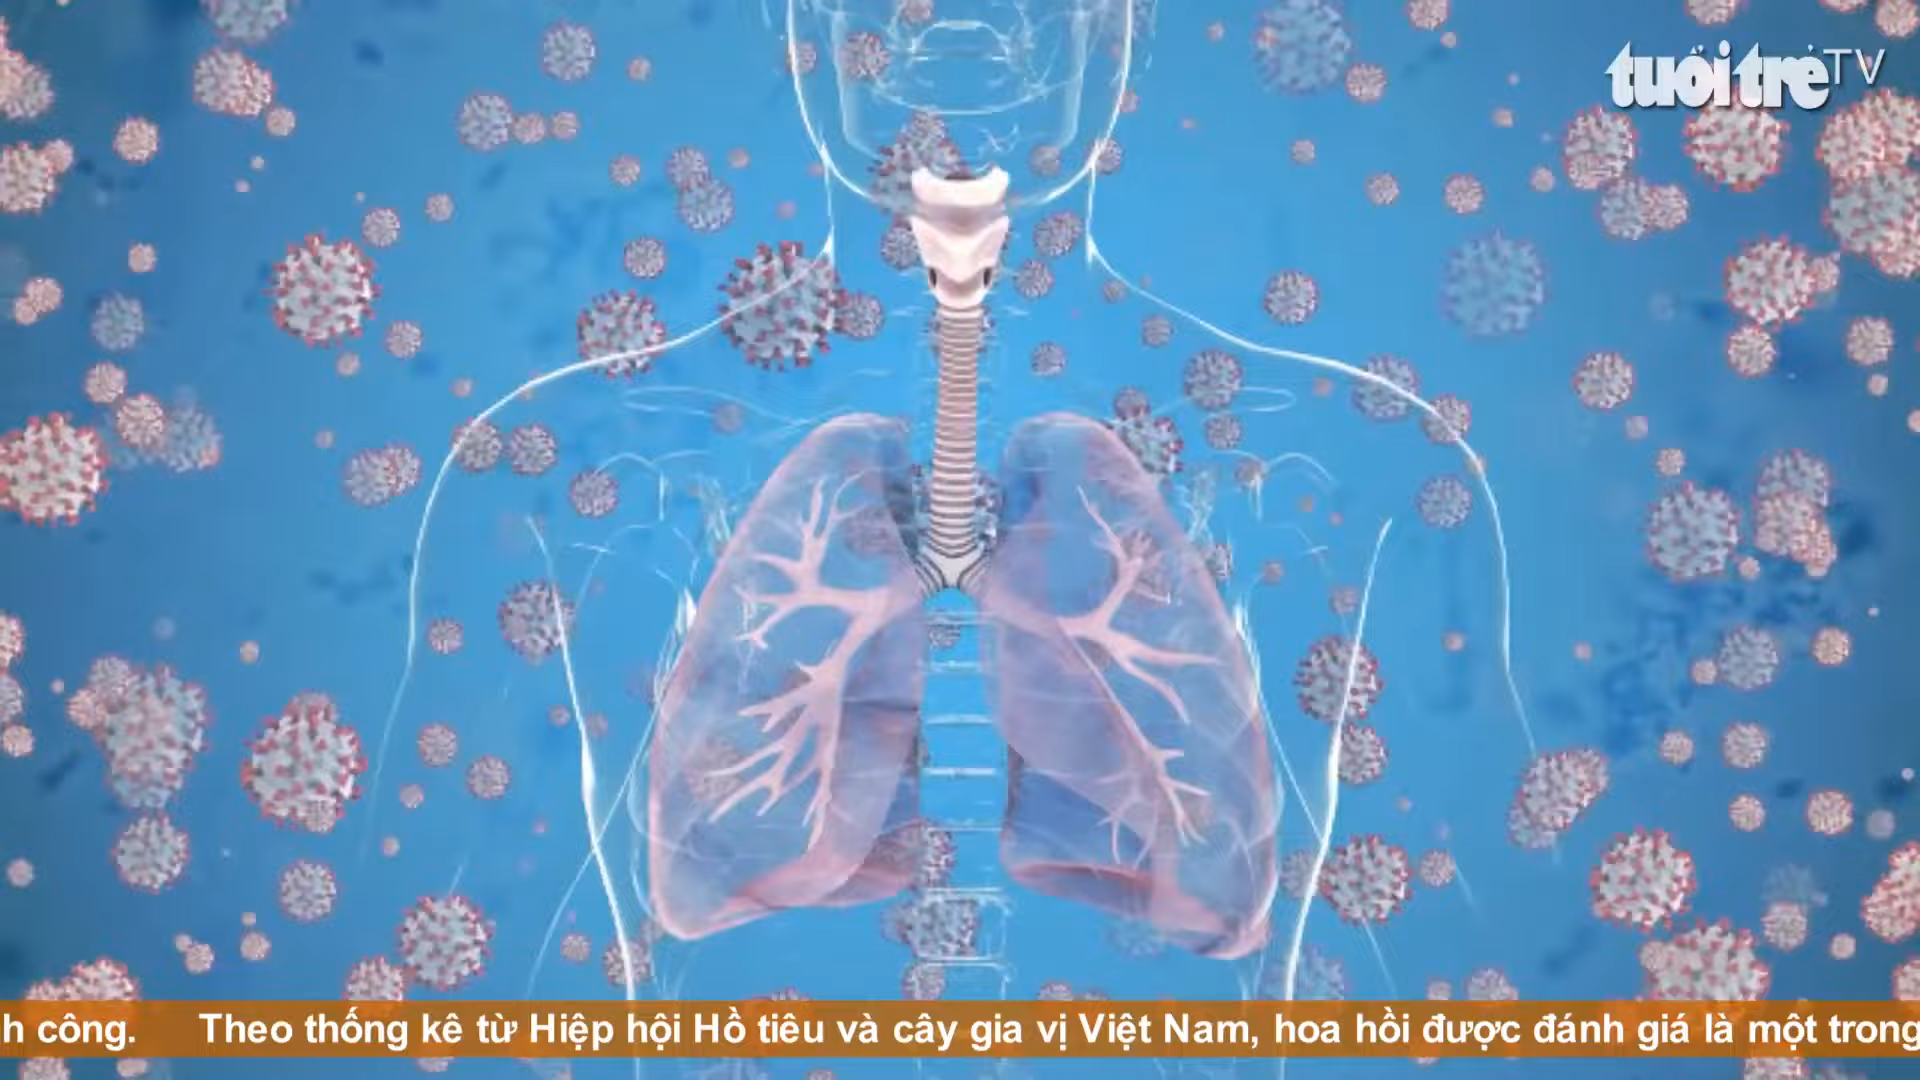 tuổi trẻ TV
h công. Theo thống kê từ Hiệp hội Hồ tiêu và cây gia vị Việt Nam, hoa hồi được đánh giá là một trong